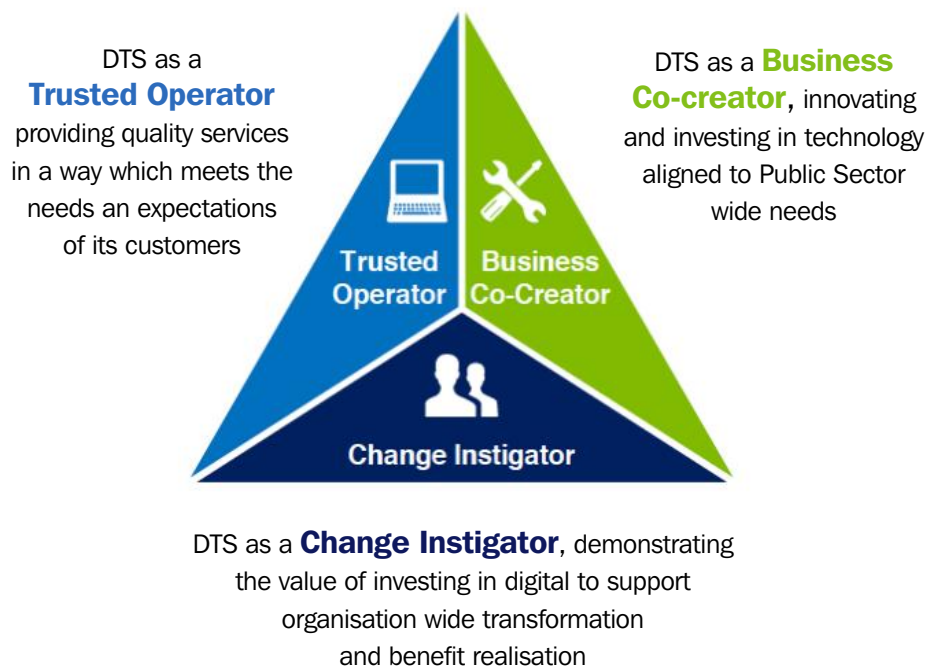 DTS as a
Trusted Operator
providing quality services
in a way which meets the
needs an expectations
of its customers
DTS as a Business
Co-creator, innovating
and investing in technology
aligned to Public Sector
wide needs
Trusted
Operator
Business
Co-Creator
Change Instigator
DTS as a Change Instigator, demonstrating
the value of investing in digital to support
organisation wide transformation
and benefit realisation